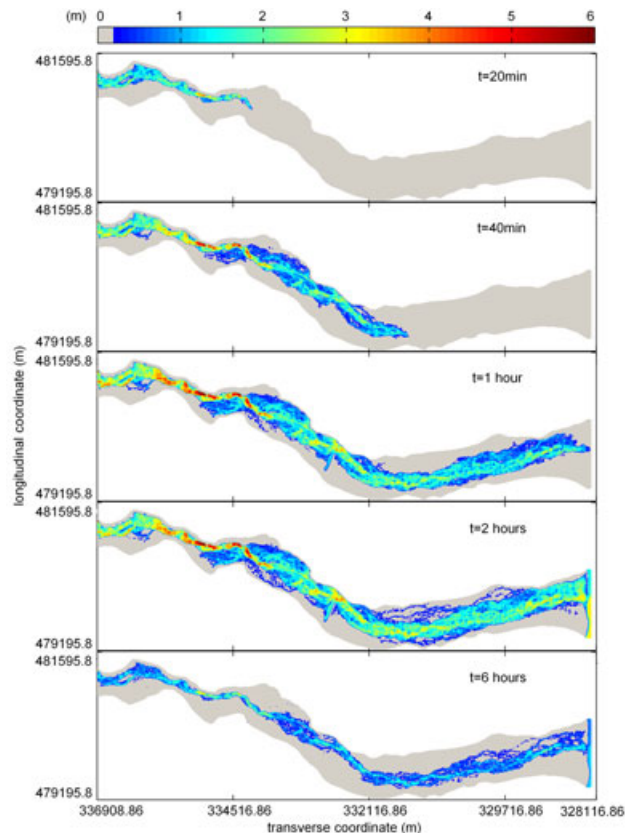 (m) 0 1 2 3 4 5 6
481595.8
t=20min
479195.8
481595.8
t=40min
479195.8
481595.8
t=1 hour
479195.8
481595.8
t=2 hours
479195.8
481595.8
t=6 hours
479195.8
longitudinal coordinate (m)
336908.86 334516.86 332116.86 329716.86 328116.86
transverse coordinate (m)